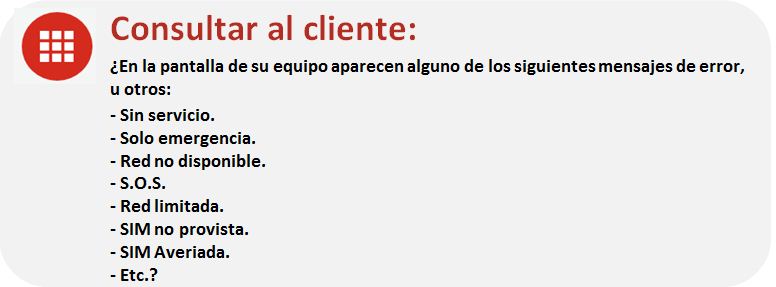 Consultar al cliente:
¿En la pantalla de su equipo aparecen alguno de los siguientes mensajes de error,
u otros:
- Sin servicio.
- Solo emergencia.
- Red no disponible.
- S.O.S.
- Red limitada.
- SIM no provista.
- SIM Averiada.
- Etc.?